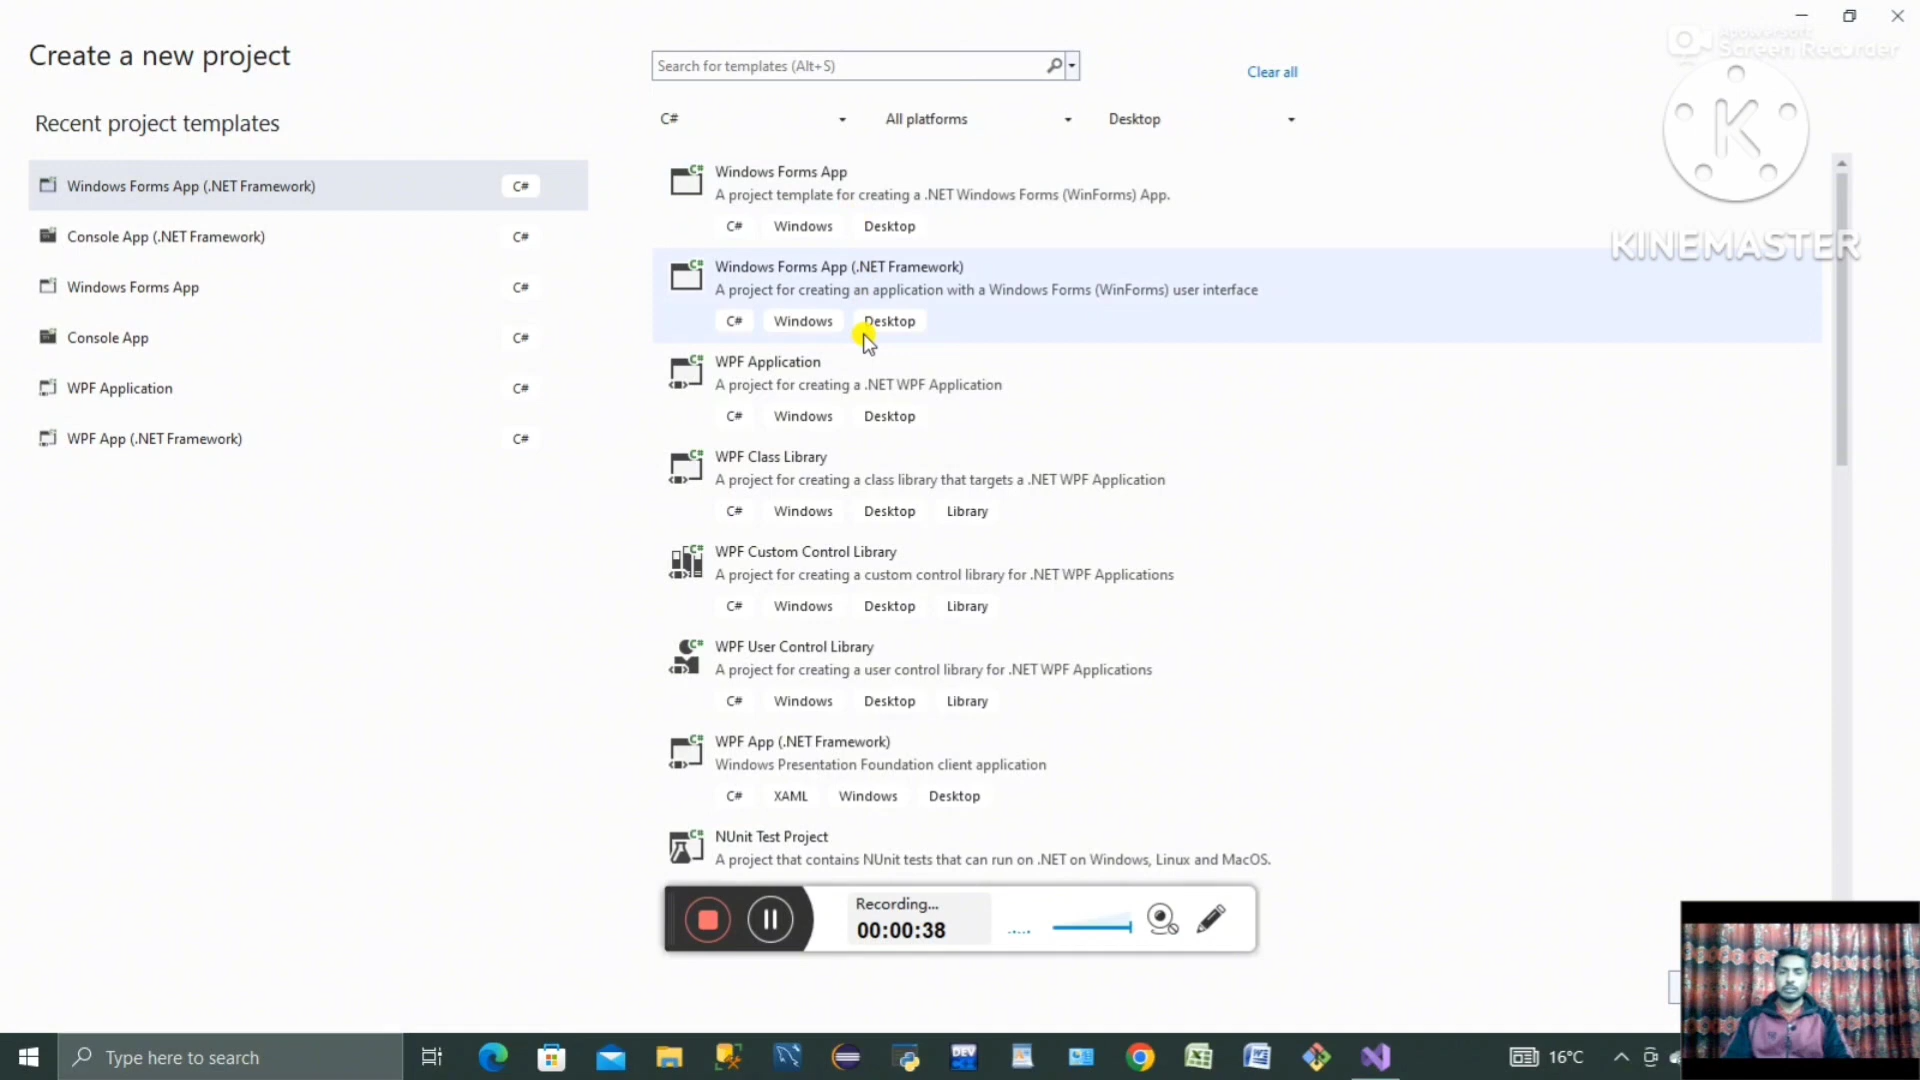 Create a new project
Recent project templates
Windows Forms App (.NET Framework) C#
Console App (.NET Framework) C#
Windows Forms App C#
Console App C#
WPF Application C#
WPF App (.NET Framework) C#
Search for templates (Alt+S)
Clear all
C# All platforms Desktop
Windows Forms App
A project template for creating a .NET Windows Forms (WinForms) App.
C# Windows Desktop
Windows Forms App (.NET Framework)
A project for creating an application with a Windows Forms (WinForms) user interface
C# Windows Desktop
WPF Application
A project for creating a .NET WPF Application
C# Windows Desktop
WPF Class Library
A project for creating a class library that targets a .NET WPF Application
C# Windows Desktop Library
WPF Custom Control Library
A project for creating a custom control library for .NET WPF Applications
C# Windows Desktop Library
WPF User Control Library
A project for creating a user control library for .NET WPF Applications
C# Windows Desktop Library
WPF App (.NET Framework)
Windows Presentation Foundation client application
C# XAML Windows Desktop
NUnit Test Project
A project that contains NUnit tests that can run on .NET on Windows, Linux and MacOS.
Apowersoft
Screen Recorder
K
KINEMASTER
Recording...
00:00:38
Type here to search
DEV
16°C